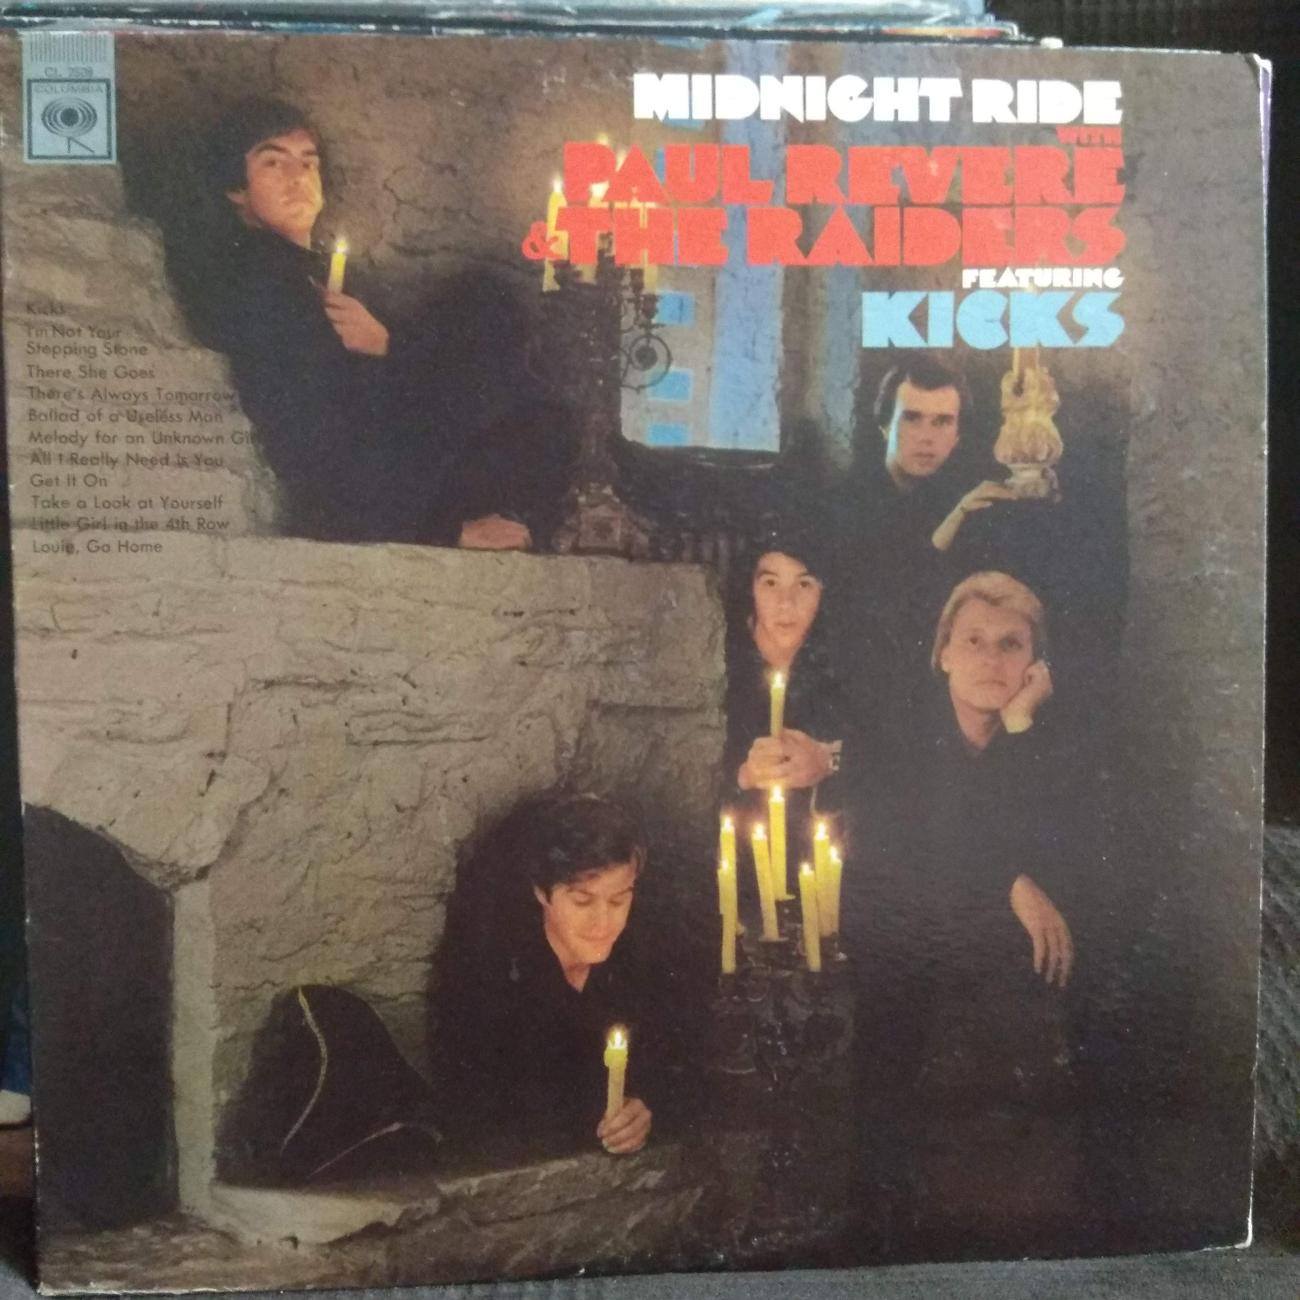 CL 2508
COLUMBIA
MIDNIGHT RIDE
WITH
PAUL REVERE
& THE RAIDERS
FEATURING
KICKS
Kicks
I'm Not Your
Stepping Stone
There She Goes
There's Always Tomorrow
Ballad of a Useless Man
Melody for an Unknown Girl
All I Really Need Is You
Get It On
Take a Look at Yourself
Little Girl in the 4th Row
Louie, Go Home